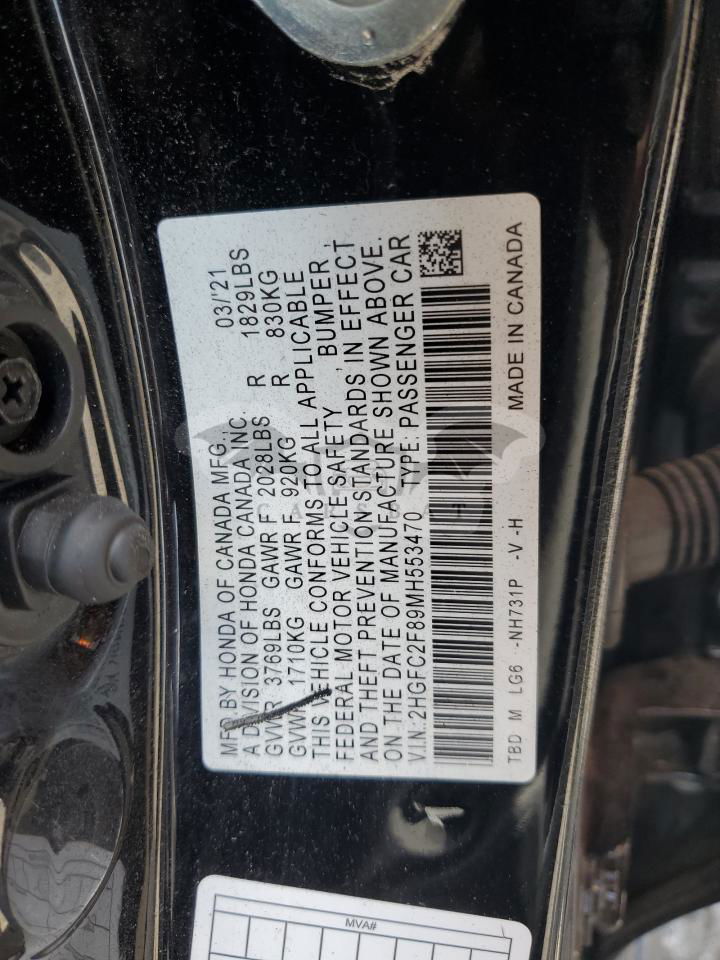 MFD BY HONDA OF CANADA MFG., 03/'21
A DIVISION OF HONDA CANADA INC.
GVWR 3769LBS GAWR F 2028LBS R 1829LBS
GVWR 1710KG GAWR F 920KG R 830KG
THIS VEHICLE CONFORMS TO ALL APPLICABLE
FEDERAL MOTOR VEHICLE SAFETY, BUMPER,
AND THEFT PREVENTION STANDARDS IN EFFECT
ON THE DATE OF MANUFACTURE SHOWN ABOVE.
V.I.N.:2HGFC2F89MH553470 TYPE: PASSENGER CAR
TBD M LG6 -NH731P -V -H MADE IN CANADA
MVA#